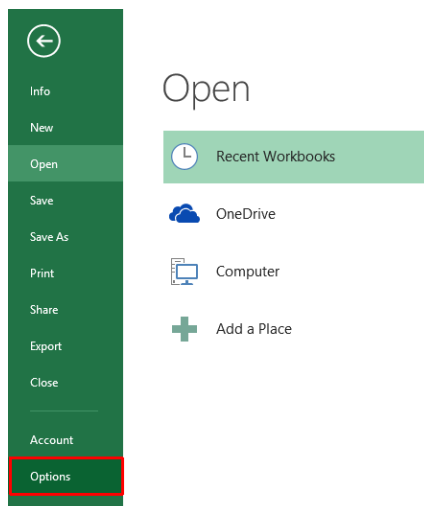 Info
New
Open
Save
Save As
Print
Share
Export
Close
Account
Options
Open
Recent Workbooks
OneDrive
Computer
Add a Place